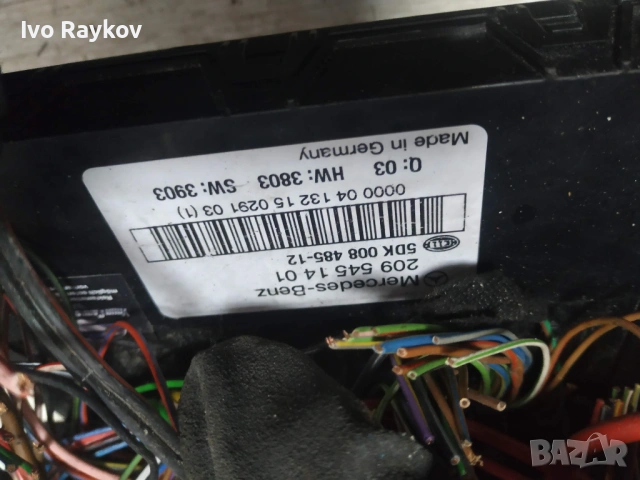 Ivo Raykov
Mercedes-Benz
209 545 14 01
HELLA 5DK 008 485-12
0000 04 132 15 0291 03 (1)
Q: 03 HW: 3803 SW: 3903
Made in Germany
BAZAR